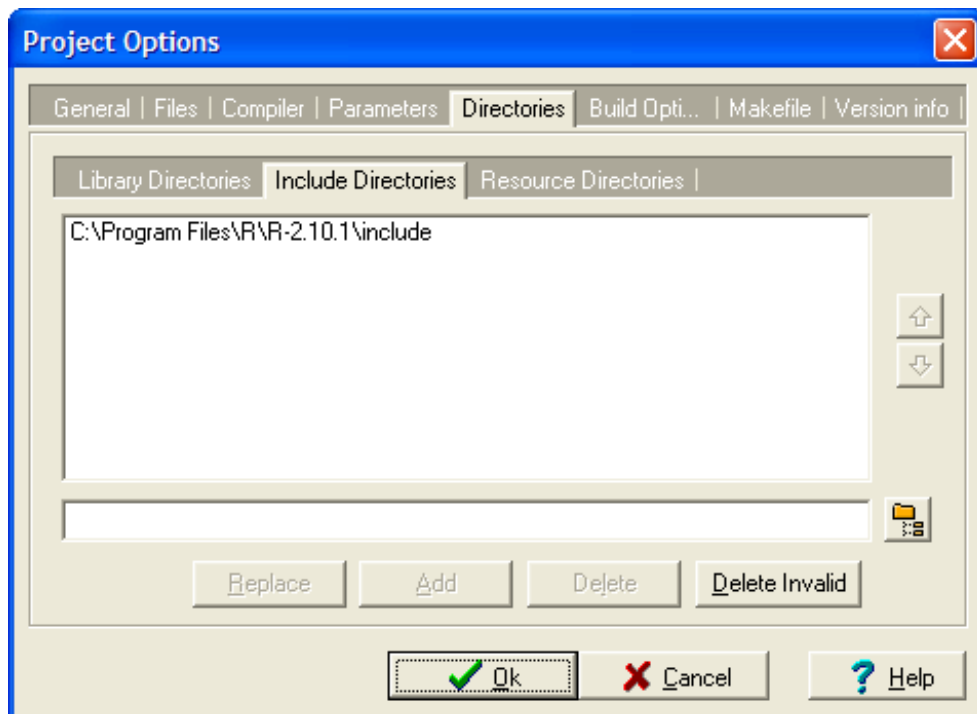 Project Options
General | Files | Compiler | Parameters Directories Build Opti... | Makefile | Version info |
Library Directories Include Directories Resource Directories |
C:\Program Files\R\R-2.10.1\include
Replace Add Delete Delete Invalid
Ok Cancel Help